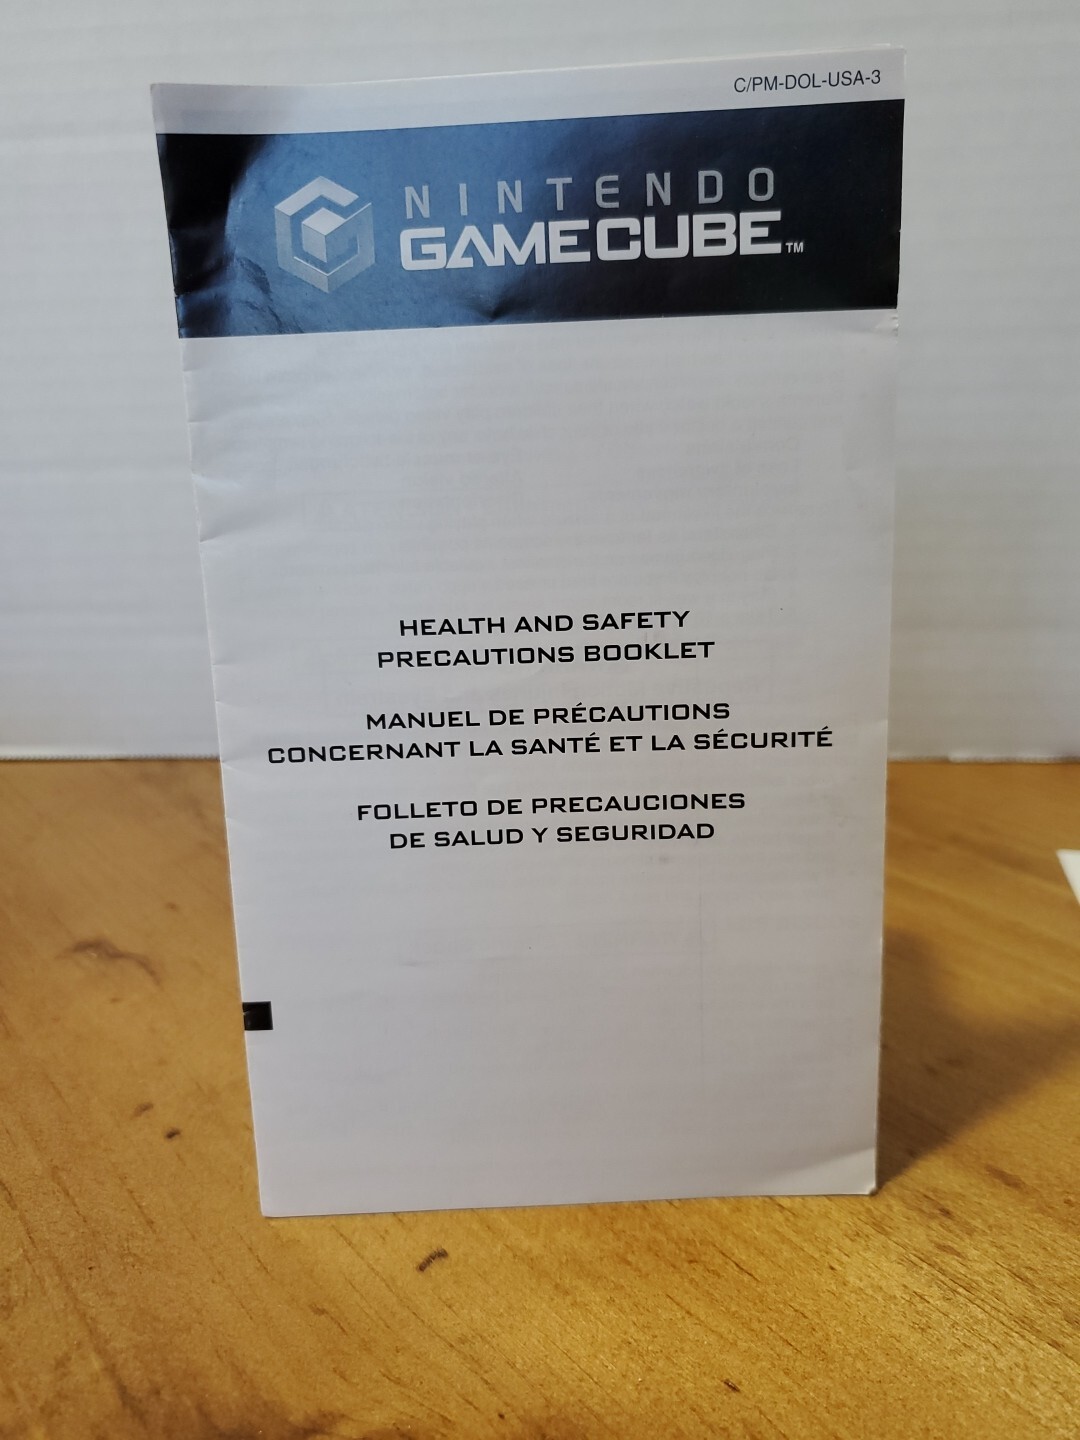 C/PM-DOL-USA-3
NINTENDO
GAMECUBE™
HEALTH AND SAFETY
PRECAUTIONS BOOKLET
MANUEL DE PRÉCAUTIONS
CONCERNANT LA SANTÉ ET LA SÉCURITÉ
FOLLETO DE PRECAUCIONES
DE SALUD Y SEGURIDAD